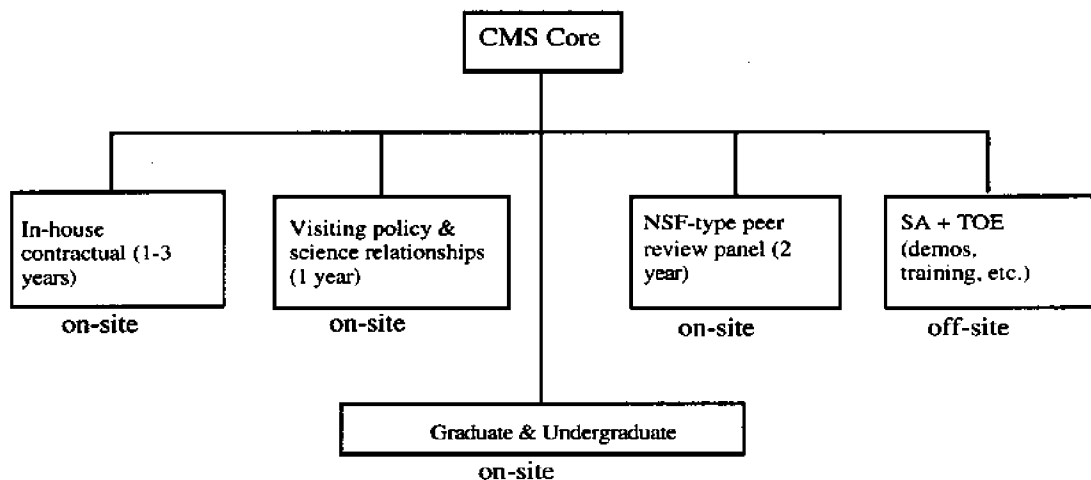 CMS Core
In-house
contractual (1-3
years)
on-site
Visiting policy &
science relationships
(1 year)
on-site
NSF-type peer
review panel (2
year)
on-site
SA + TOE
(demos,
training, etc.)
off-site
Graduate & Undergraduate
on-site